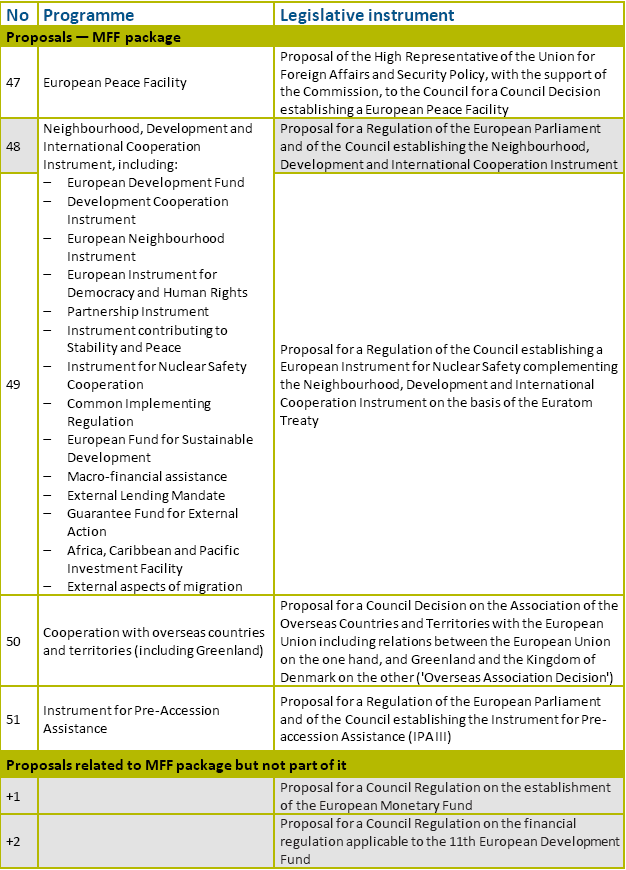 No Programme Legislative instrument
Proposals — MFF package
47
European Peace Facility
Proposal of the High Representative of the Union for
Foreign Affairs and Security Policy, with the support of
the Commission, to the Council for a Council Decision
establishing a European Peace Facility
48
Neighbourhood, Development and
International Cooperation
Instrument, including:
– European Development Fund
– Development Cooperation
Instrument
– European Neighbourhood
Instrument
– European Instrument for
Democracy and Human Rights
– Partnership Instrument
– Instrument contributing to
Stability and Peace
– Instrument for Nuclear Safety
Cooperation
– Common Implementing
Regulation
– European Fund for Sustainable
Development
– Macro-financial assistance
– External Lending Mandate
– Guarantee Fund for External
Action
– Africa, Caribbean and Pacific
Investment Facility
– External aspects of migration
Proposal for a Regulation of the European Parliament
and of the Council establishing the Neighbourhood,
Development and International Cooperation Instrument
49
Proposal for a Regulation of the Council establishing a
European Instrument for Nuclear Safety complementing
the Neighbourhood, Development and International
Cooperation Instrument on the basis of the Euratom
Treaty
50
Cooperation with overseas countries
and territories (including Greenland)
Proposal for a Council Decision on the Association of the
Overseas Countries and Territories with the European
Union including relations between the European Union
on the one hand, and Greenland and the Kingdom of
Denmark on the other ('Overseas Association Decision')
51
Instrument for Pre-Accession
Assistance
Proposal for a Regulation of the European Parliament
and of the Council establishing the Instrument for Pre-
accession Assistance (IPA III)
Proposals related to MFF package but not part of it
+1
Proposal for a Council Regulation on the establishment
of the European Monetary Fund
+2
Proposal for a Council Regulation on the financial
regulation applicable to the 11th European Development
Fund